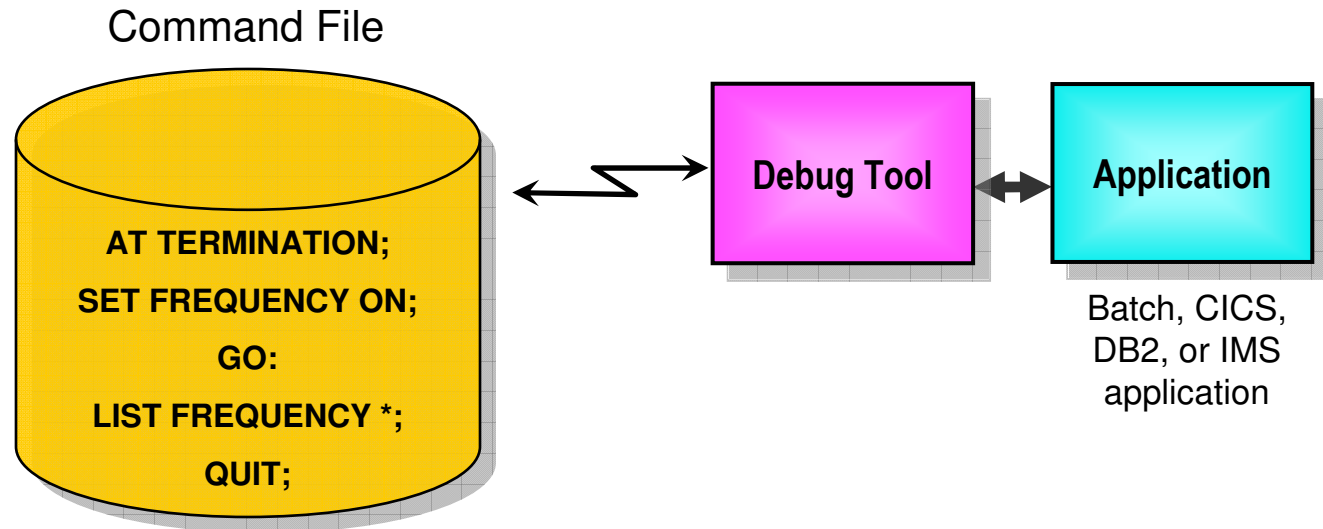 Command File
AT TERMINATION;
SET FREQUENCY ON;
GO:
LIST FREQUENCY *;
QUIT;
Debug Tool
Application
Batch, CICS,
DB2, or IMS
application